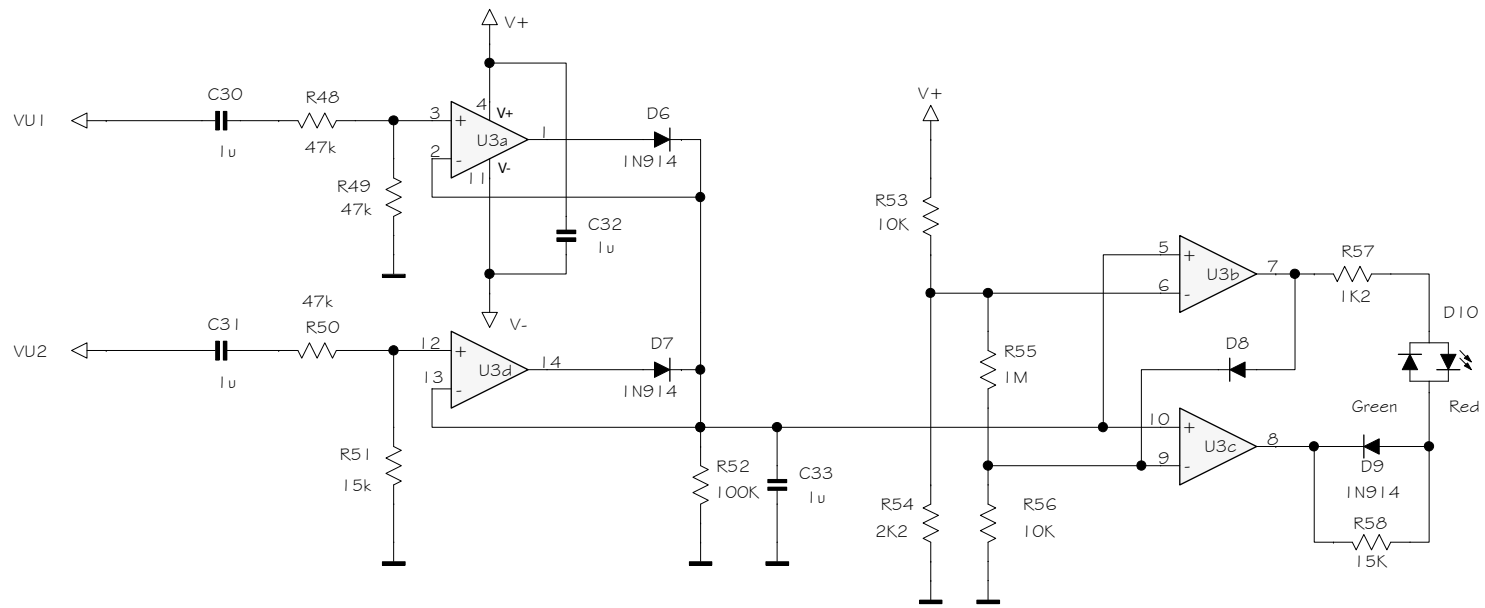 V+
C30
R48
VU1
1u
47k
3
2
4
V+
U3a
V-
11
1
D6
1N914
R49
47k
C32
1u
V-
47k
C31
R50
VU2
1u
12
13
U3d
14
D7
1N914
R51
15k
R52
100K
C33
1u
V+
R53
10K
R55
1M
R54
2K2
R56
10K
5
6
U3b
7
R57
1K2
D8
D10
Green
Red
10
9
U3c
8
D9
1N914
R58
15K